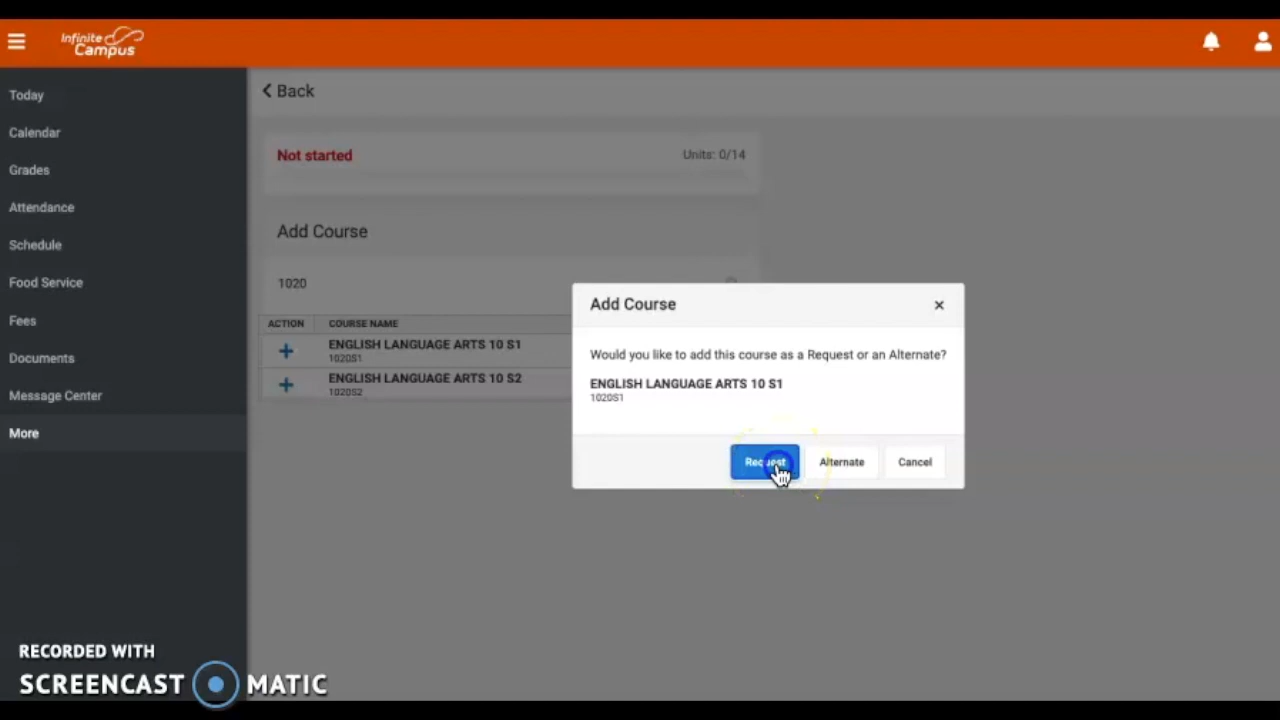 Infinite
Campus
Today
Calendar
Grades
Attendance
Schedule
Food Service
Fees
Documents
Message Center
More
Back
Not started
Units: 0/14
Add Course
1020
ACTION COURSE NAME
ENGLISH LANGUAGE ARTS 10 S1
1020S1
ENGLISH LANGUAGE ARTS 10 S2
1020S2
Add Course
Would you like to add this course as a Request or an Alternate?
ENGLISH LANGUAGE ARTS 10 S1
1020S1
Request Alternate Cancel
RECORDED WITH
SCREENCAST MATIC